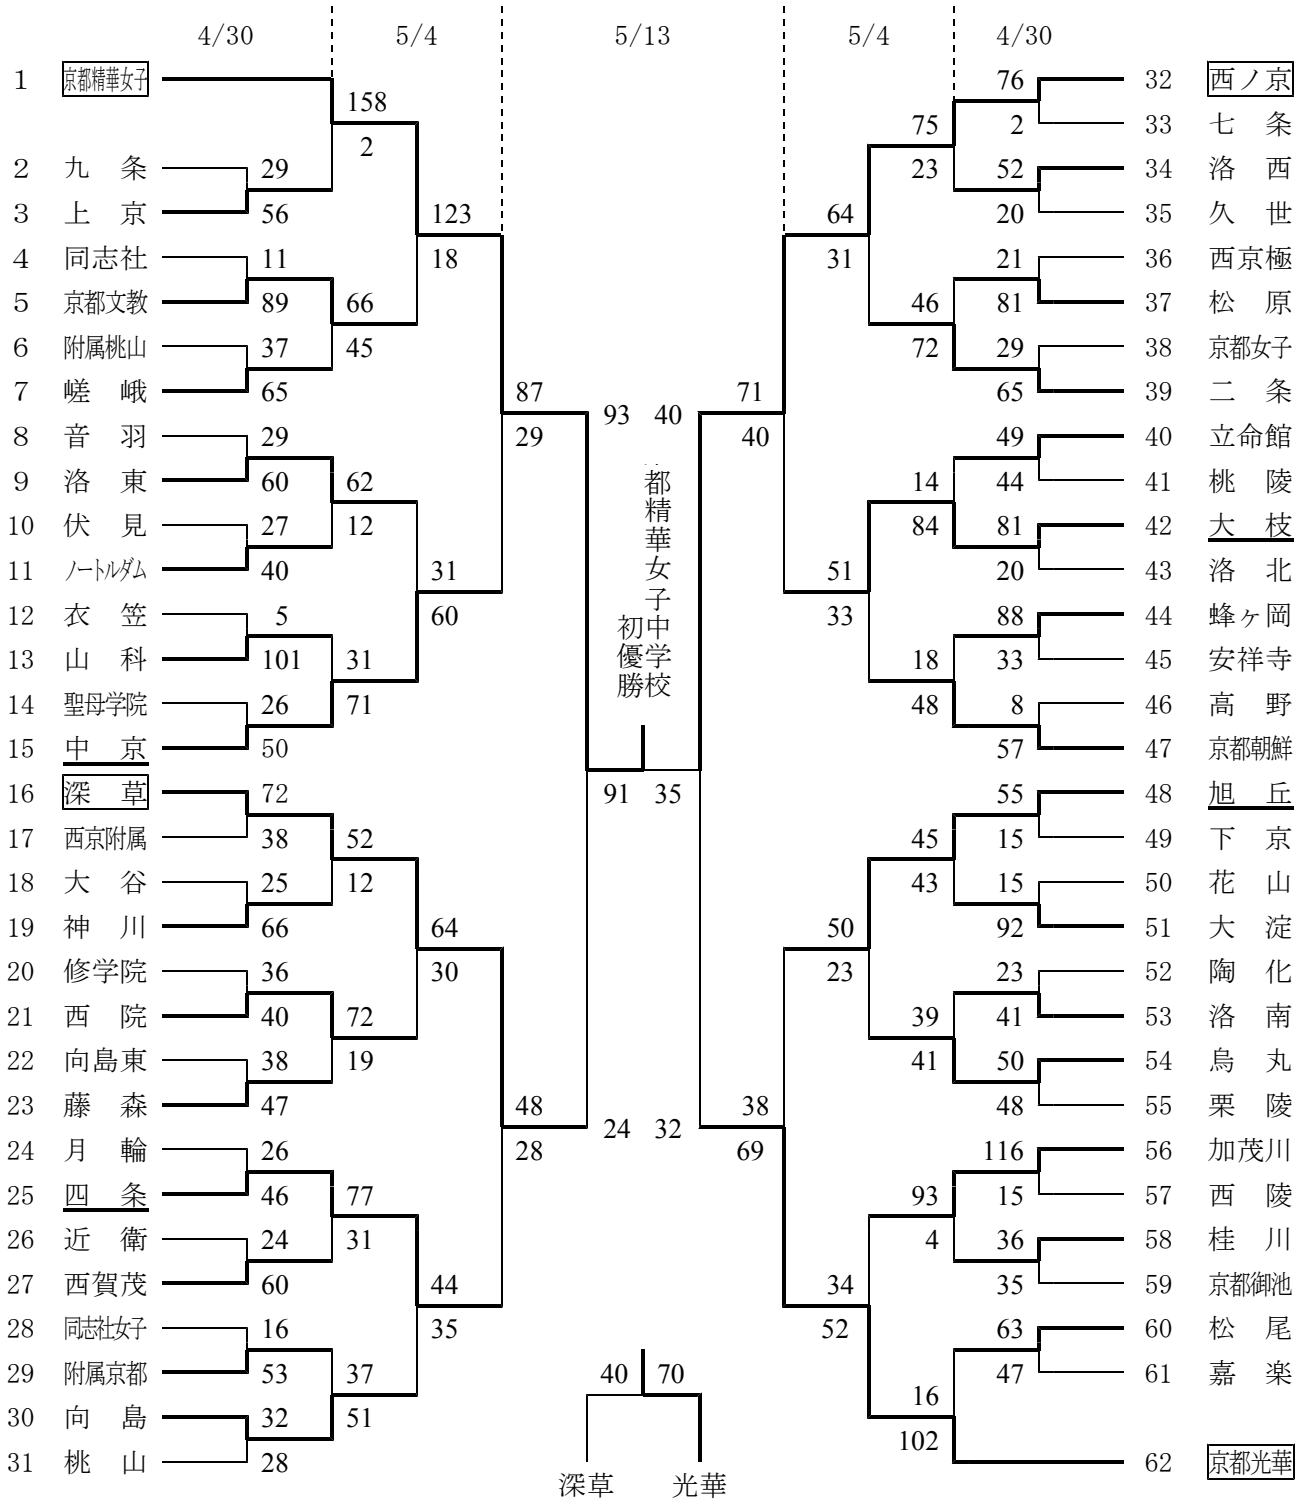 4/30 5/4 5/13 5/4 4/30
1 京都精華女子 76 32 西ノ京
158 75 2 33 七条
2
2 九条 29 23 52 34 洛西
3 上京 56 123 64 20 35 久世
4 同志社 11 18 31 21 36 西京極
5 京都文教 89 66 46 81 37 松原
6 附属桃山 37 45 72 29 38 京都女子
7 嵯峨 65 87 71 65 39 二条
93 40
8 音羽 29 29 40 49 40 立命館
9 洛東 60 62 14 44 41 桃陵
10 伏見 27 12 84 81 42 大枝
11 ノートルダム 40 31 51 20 43 洛北
12 衣笠 5 60 33 88 44 蜂ヶ岡
13 山科 101 31 18 33 45 安祥寺
14 聖母学院 26 71 48 8 46 高野
15 中京 50 57 47 京都朝鮮
都精華女子中学校
初優勝
16 深草 72 91 35 55 48 旭丘
17 西京附属 38 52 45 15 49 下京
18 大谷 25 12 43 15 50 花山
19 神川 66 64 50 92 51 大淀
20 修学院 36 30 23 23 52 陶化
21 西院 40 72 39 41 53 洛南
22 向島東 38 19 41 50 54 烏丸
23 藤森 47 48 38 48 55 栗陵
24 32
24 月輪 26 28 69 116 56 加茂川
25 四条 46 77 93 15 57 西陵
26 近衛 24 31 4 36 58 桂川
27 西賀茂 60 44 34 35 59 京都御池
28 同志社女子 16 35 52 63 60 松尾
29 附属京都 53 37 40 70 47 61 嘉楽
30 向島 32 51 16
102
31 桃山 28 62 京都光華
深草 光華